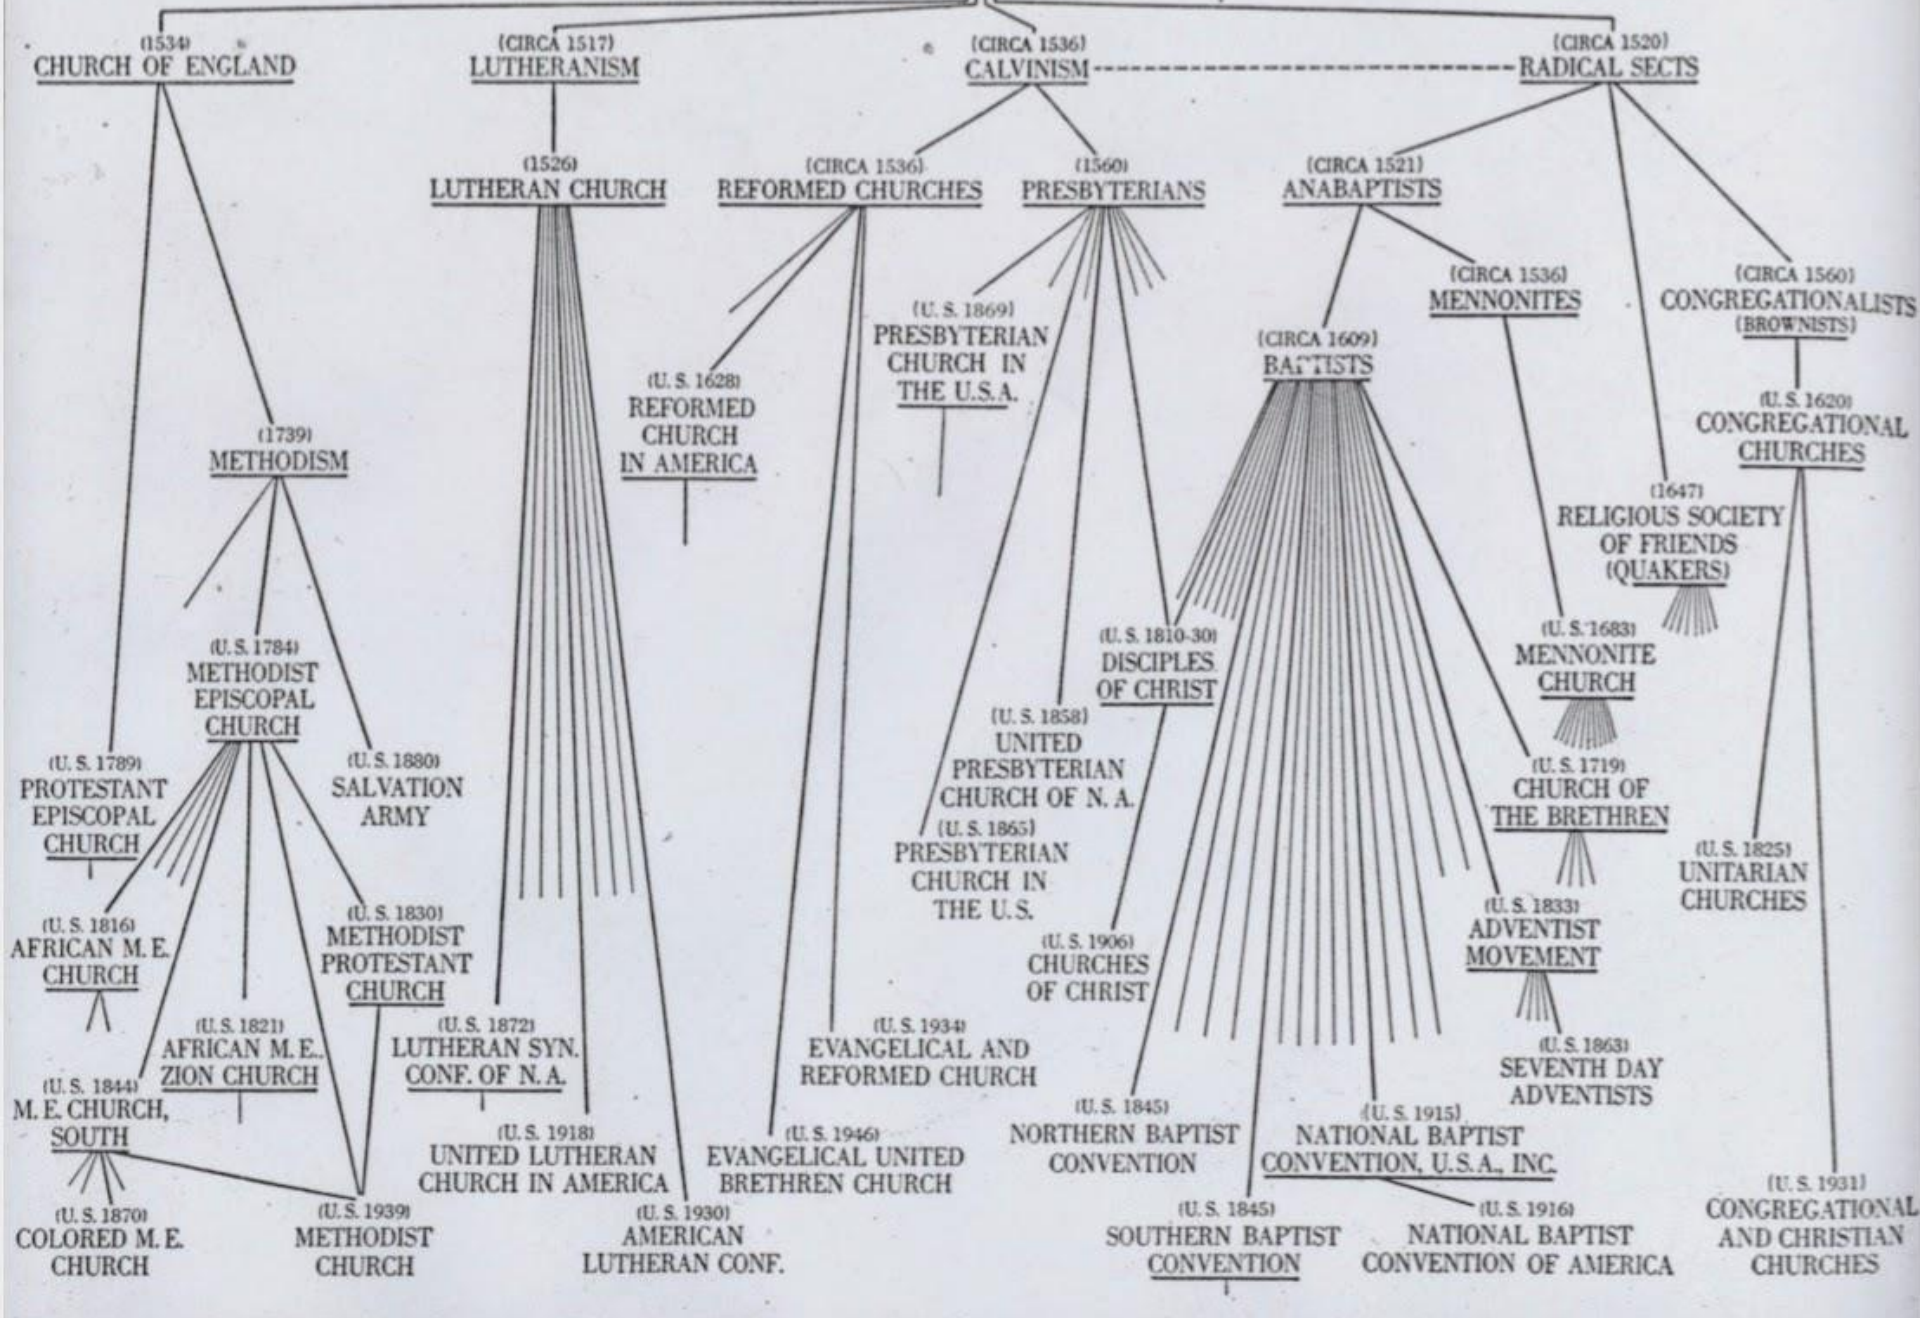 (1534)
CHURCH OF ENGLAND
(CIRCA 1517)
LUTHERANISM
(CIRCA 1536)
CALVINISM
(CIRCA 1520)
RADICAL SECTS
(1526)
LUTHERAN CHURCH
(CIRCA 1536)
REFORMED CHURCHES
(1560)
PRESBYTERIANS
(CIRCA 1521)
ANABAPTISTS
(CIRCA 1536)
MENNONITES
(CIRCA 1560)
CONGREGATIONALISTS
(BROWNISTS)
(U. S. 1869)
PRESBYTERIAN
CHURCH IN
THE U.S.A.
(CIRCA 1609)
BAPTISTS
(U. S. 1628)
REFORMED
CHURCH
IN AMERICA
(U. S. 1620)
CONGREGATIONAL
CHURCHES
(1739)
METHODISM
(1647)
RELIGIOUS SOCIETY
OF FRIENDS
(QUAKERS)
(U. S. 1784)
METHODIST
EPISCOPAL
CHURCH
(U. S. 1810-30)
DISCIPLES
OF CHRIST
(U. S. 1683)
MENNONITE
CHURCH
(U. S. 1789)
PROTESTANT
EPISCOPAL
CHURCH
(U. S. 1880)
SALVATION
ARMY
(U. S. 1858)
UNITED
PRESBYTERIAN
CHURCH OF N. A.
(U. S. 1719)
CHURCH OF
THE BRETHREN
(U. S. 1865)
PRESBYTERIAN
CHURCH IN
THE U. S.
(U. S. 1825)
UNITARIAN
CHURCHES
(U. S. 1816)
AFRICAN M. E.
CHURCH
(U. S. 1830)
METHODIST
PROTESTANT
CHURCH
(U. S. 1906)
CHURCHES
OF CHRIST
(U. S. 1833)
ADVENTIST
MOVEMENT
(U. S. 1821)
AFRICAN M. E.
ZION CHURCH
(U. S. 1872)
LUTHERAN SYN.
CONF. OF N. A.
(U. S. 1934)
EVANGELICAL AND
REFORMED CHURCH
(U. S. 1863)
SEVENTH DAY
ADVENTISTS
(U. S. 1844)
M. E. CHURCH,
SOUTH
(U. S. 1918)
UNITED LUTHERAN
CHURCH IN AMERICA
(U. S. 1946)
EVANGELICAL UNITED
BRETHREN CHURCH
(U. S. 1845)
NORTHERN BAPTIST
CONVENTION
(U. S. 1915)
NATIONAL BAPTIST
CONVENTION, U.S.A., INC.
(U. S. 1870)
COLORED M. E.
CHURCH
(U. S. 1939)
METHODIST
CHURCH
(U. S. 1930)
AMERICAN
LUTHERAN CONF.
(U. S. 1845)
SOUTHERN BAPTIST
CONVENTION
(U. S. 1916)
NATIONAL BAPTIST
CONVENTION OF AMERICA
(U. S. 1931)
CONGREGATIONAL
AND CHRISTIAN
CHURCHES